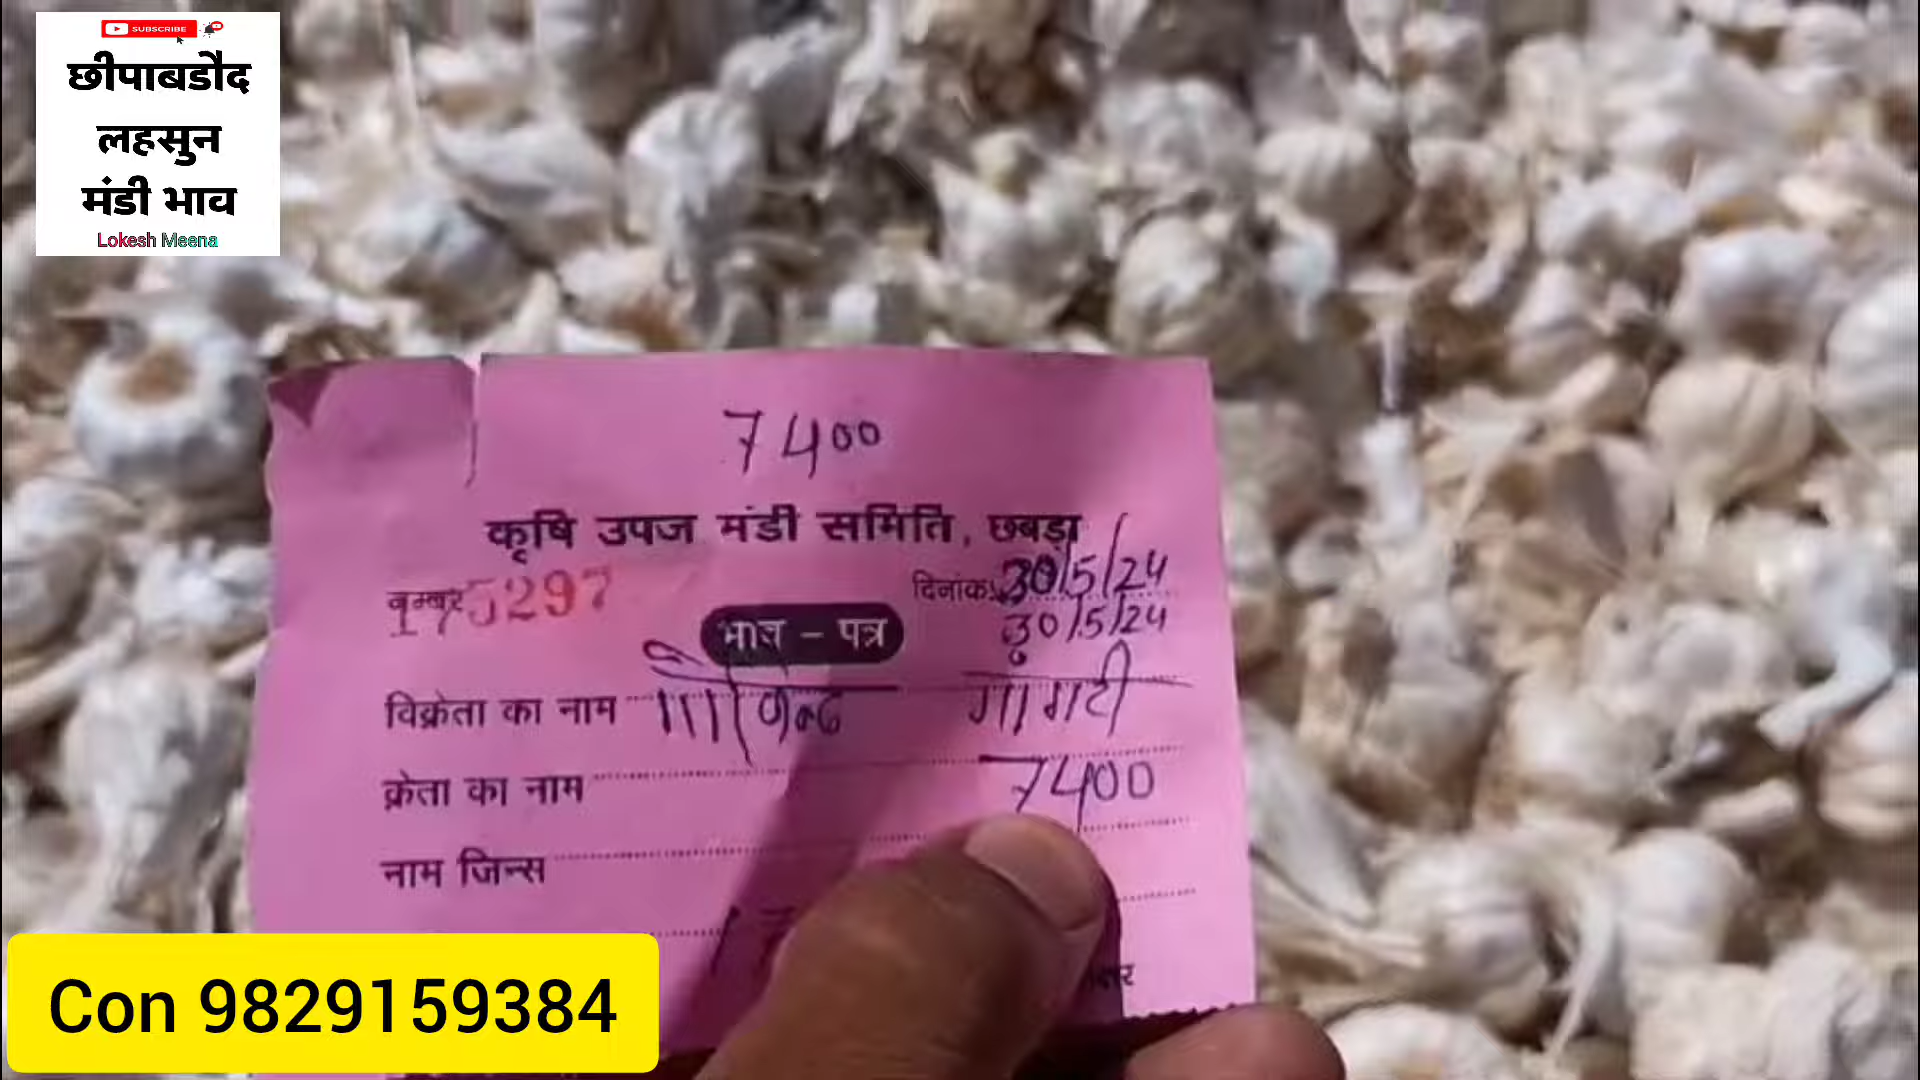 SUBSCRIBE
छीपाबडौद
लहसुन
मंडी भाव
Lokesh Meena
7400
कृषि उपज मंडी समिति, छबड़ा
नम्बर 5297
दिनांक 30/5/24
30/5/24
भाव – पत्र
विक्रेता का नाम
क्रेता का नाम
7400
नाम जिन्स
Con 9829159384